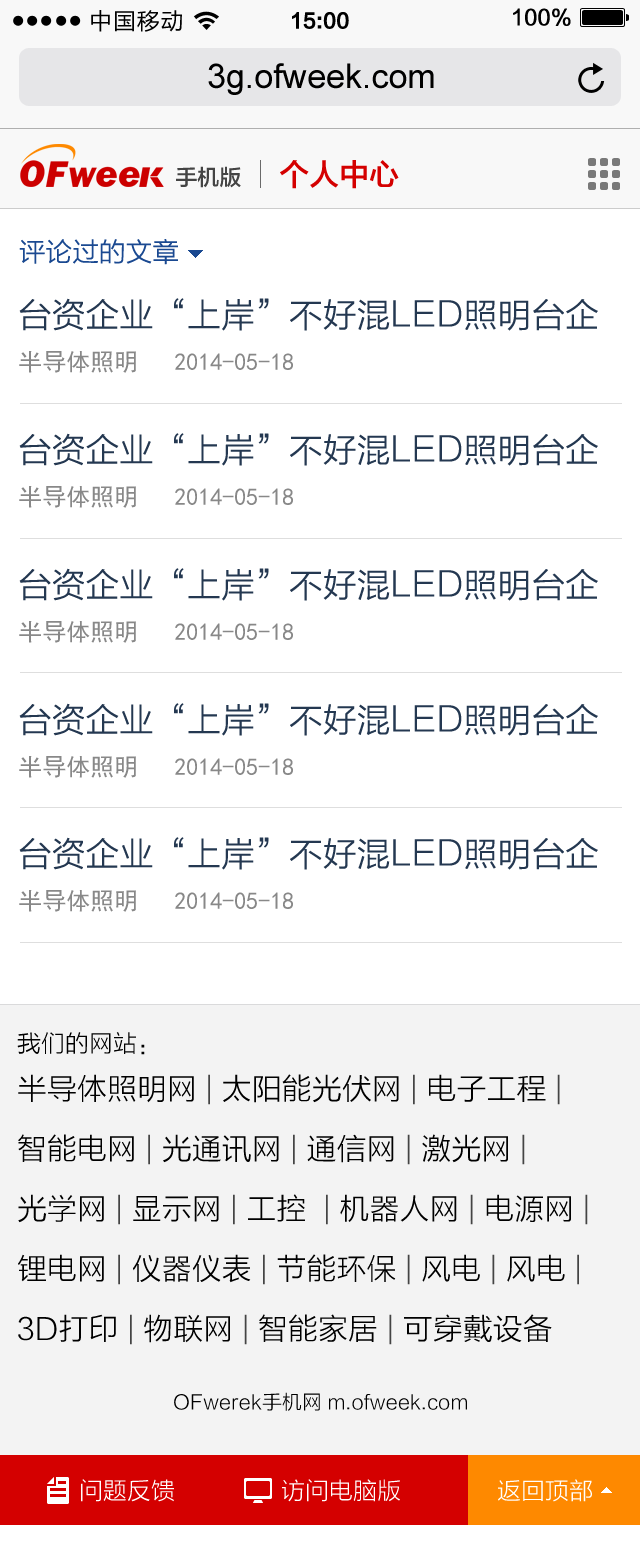 中国移动 15:00 100%
3g.ofweek.com
OFweek 手机版 | 个人中心
评论过的文章
台资企业“上岸”不好混LED照明台企
半导体照明 2014-05-18
台资企业“上岸”不好混LED照明台企
半导体照明 2014-05-18
台资企业“上岸”不好混LED照明台企
半导体照明 2014-05-18
台资企业“上岸”不好混LED照明台企
半导体照明 2014-05-18
台资企业“上岸”不好混LED照明台企
半导体照明 2014-05-18
我们的网站：
半导体照明网 | 太阳能光伏网 | 电子工程 |
智能电网 | 光通讯网 | 通信网 | 激光网 |
光学网 | 显示网 | 工控 | 机器人网 | 电源网 |
锂电网 | 仪器仪表 | 节能环保 | 风电 | 风电 |
3D打印 | 物联网 | 智能家居 | 可穿戴设备
OFwerek手机网 m.ofweek.com
问题反馈 访问电脑版 返回顶部